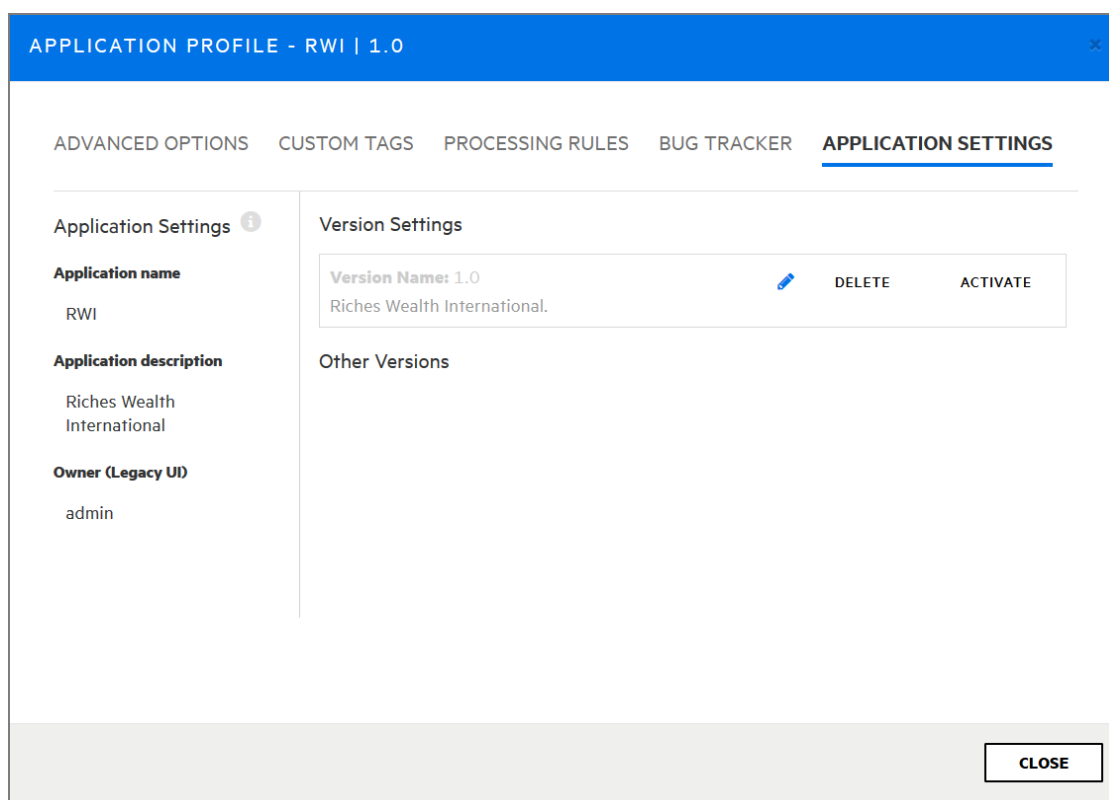 APPLICATION PROFILE - RWI | 1.0
ADVANCED OPTIONS CUSTOM TAGS PROCESSING RULES BUG TRACKER APPLICATION SETTINGS
Application Settings
Application name
RWI
Application description
Riches Wealth
International
Owner (Legacy UI)
admin
Version Settings
Version Name: 1.0
Riches Wealth International.
DELETE
ACTIVATE
Other Versions
CLOSE